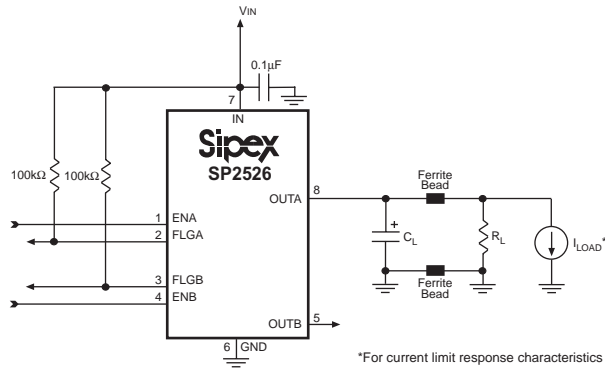 VIN
0.1µF
7
IN
Sipex
SP2526
100kΩ 100kΩ
OUTA 8
Ferrite
Bead
1 ENA
2 FLGA
+
CL
RL
ILOAD*
3 FLGB
4 ENB
Ferrite
Bead
OUTB 5
6 GND
*For current limit response characteristics